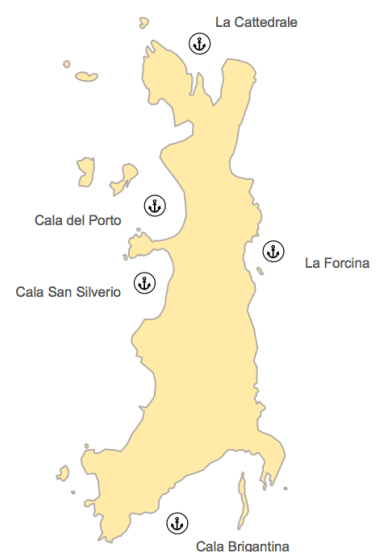 La Cattedrale
Cala del Porto
La Forcina
Cala San Silverio
Cala Brigantina